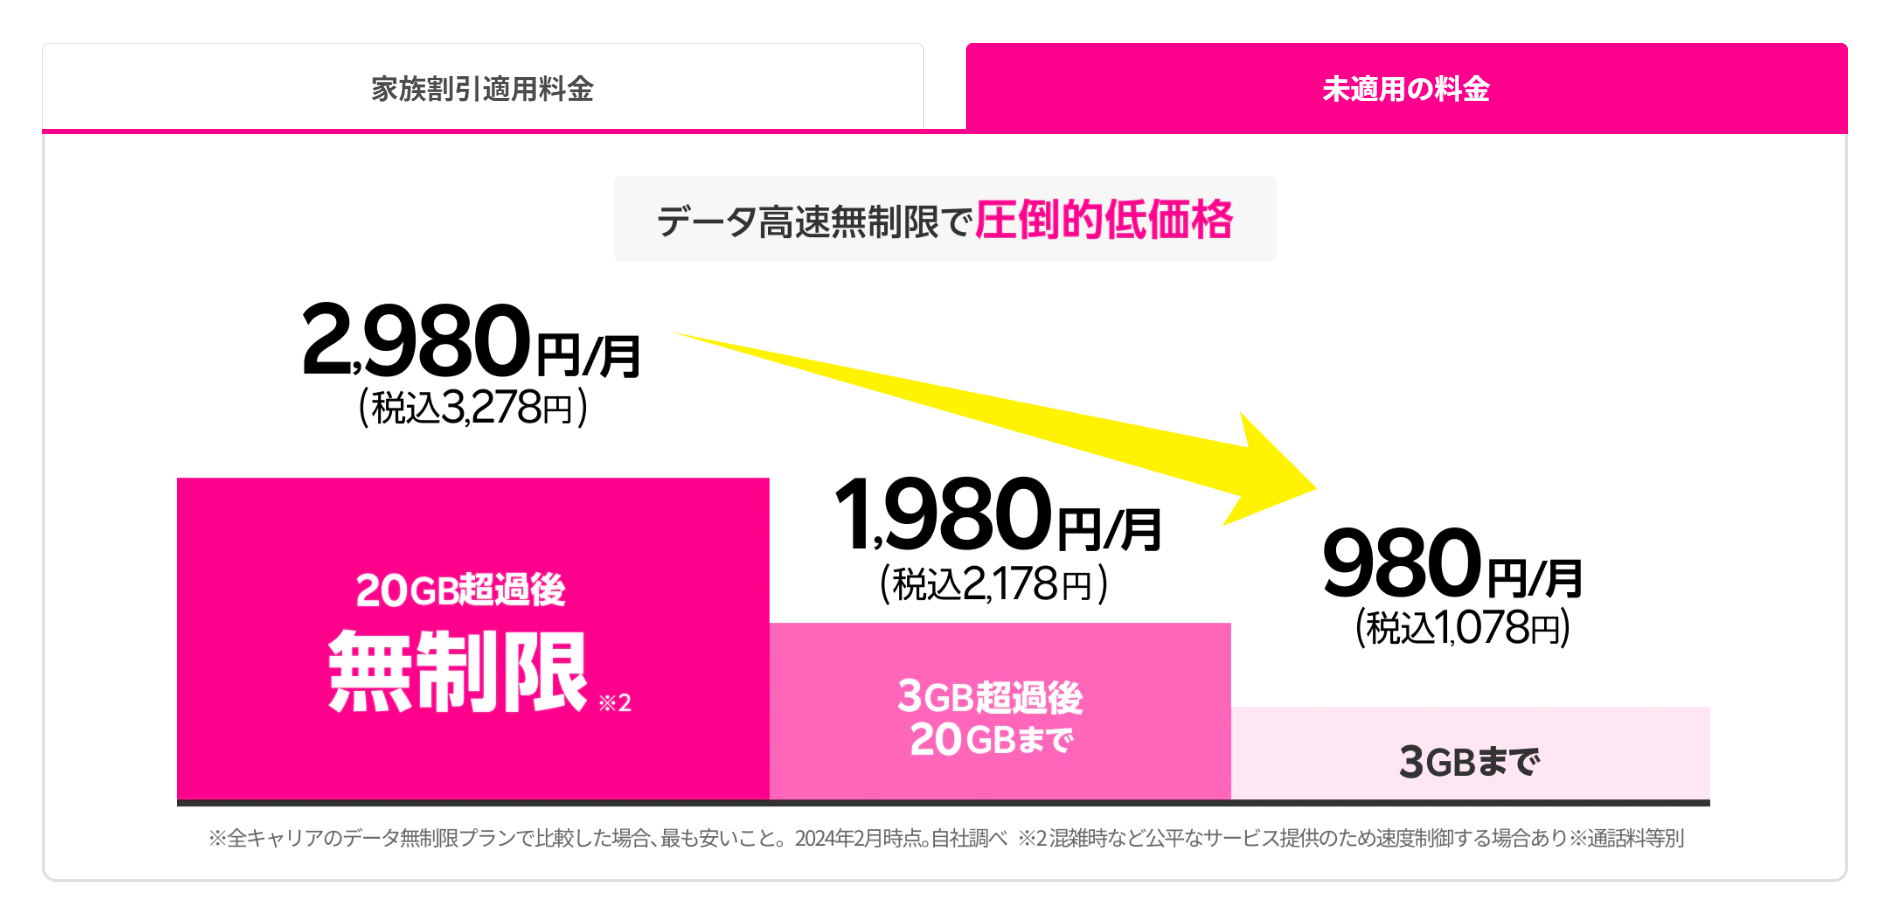 家族割引適用料金
未適用の料金
データ高速無制限で圧倒的低価格
2,980円/月
(税込3,278円)
1,980円/月
(税込2,178円)
980円/月
(税込1,078円)
20GB超過後
無制限※2
3GB超過後
20GBまで
3GBまで
※全キャリアのデータ無制限プランで比較した場合、最も安いこと。2024年2月時点。自社調べ ※2 混雑時など公平なサービス提供のため速度制御する場合あり※通話料等別